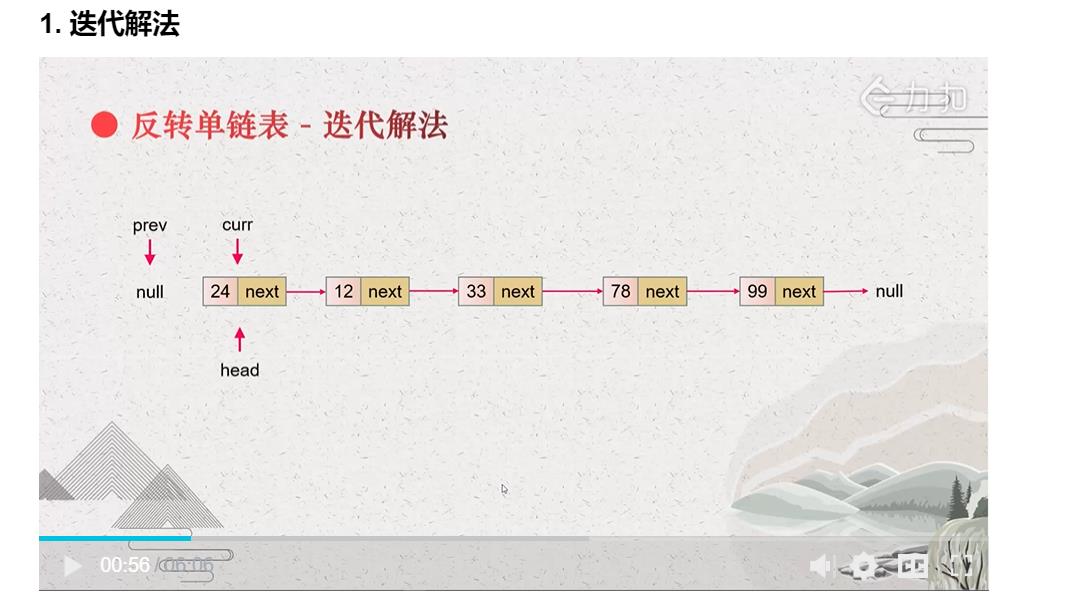 1. 迭代解法
力扣
反转单链表 - 迭代解法
prev curr
null 24 next 12 next 33 next 78 next 99 next null
head
00:56 / 06:06
CC